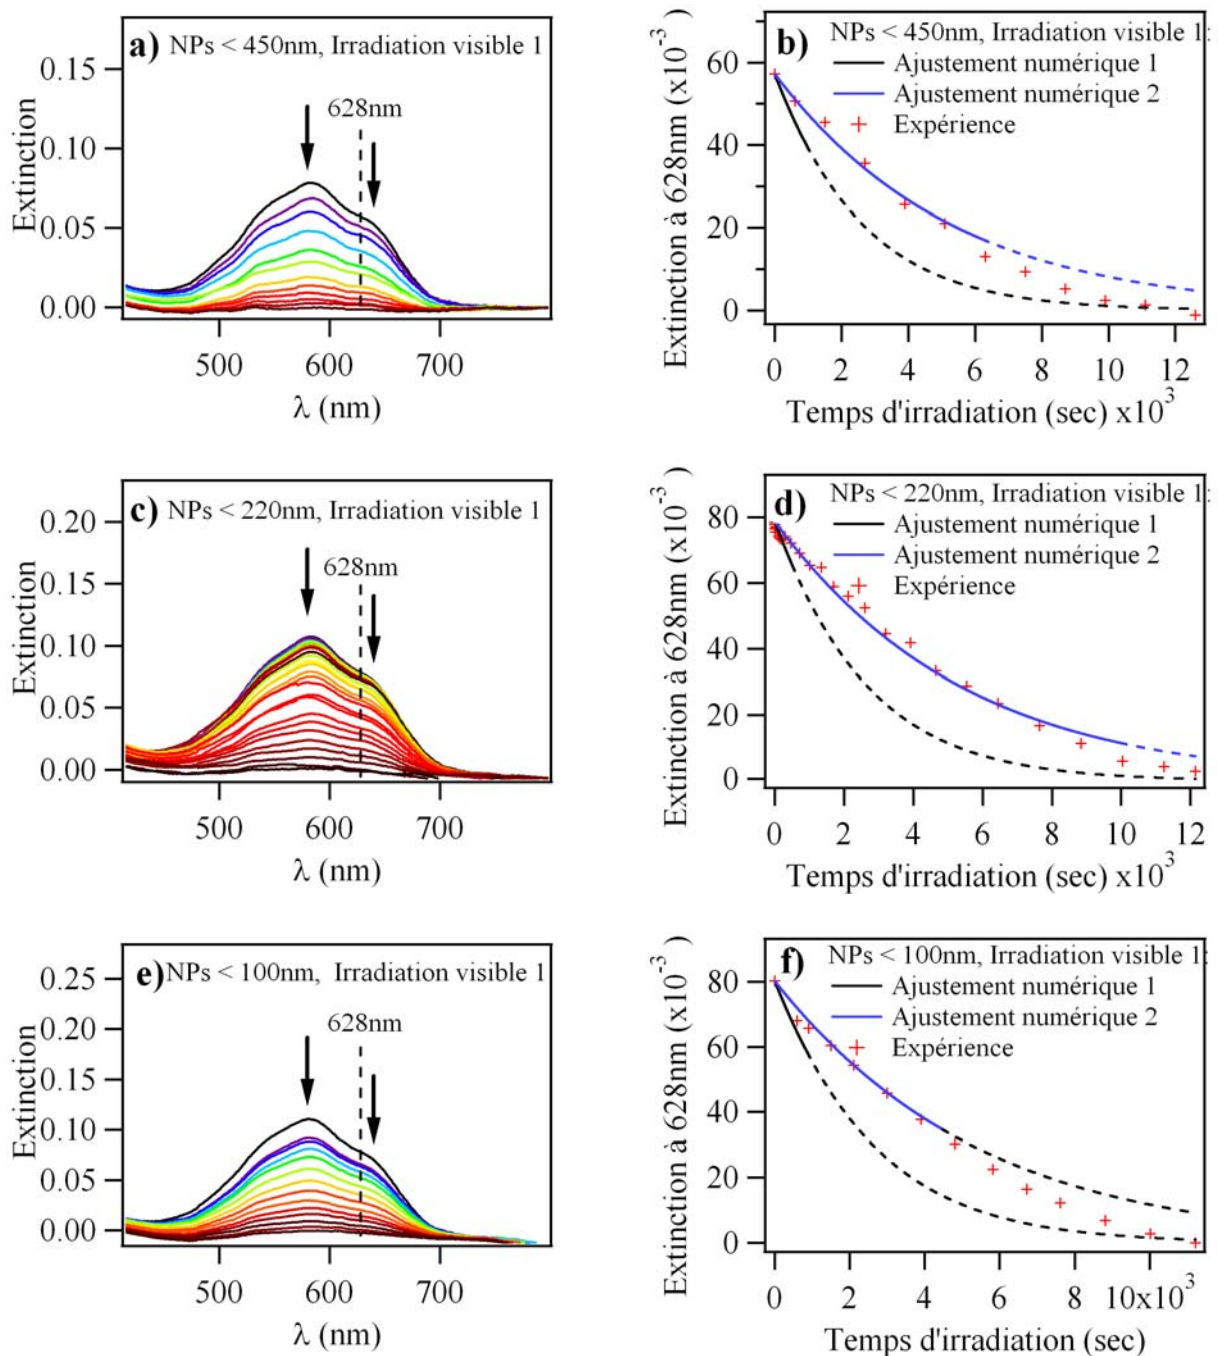 a) NPs < 450nm, Irradiation visible 1
628nm
Extinction
0.15
0.10
0.05
0.00
500 600 700
λ (nm)
b) NPs < 450nm, Irradiation visible 1:
Ajustement numérique 1
Ajustement numérique 2
Expérience
Extinction à 628nm (x10⁻³)
60
40
20
0
0 2 4 6 8 10 12
Temps d'irradiation (sec) x10³
c) NPs < 220nm, Irradiation visible 1
628nm
Extinction
0.20
0.15
0.10
0.05
0.00
500 600 700
λ (nm)
d) NPs < 220nm, Irradiation visible 1:
Ajustement numérique 1
Ajustement numérique 2
Expérience
Extinction à 628nm (x10⁻³)
80
60
40
20
0
0 2 4 6 8 10 12
Temps d'irradiation (sec) x10³
e) NPs < 100nm, Irradiation visible 1
628nm
Extinction
0.25
0.20
0.15
0.10
0.05
0.00
500 600 700
λ (nm)
f) NPs < 100nm, Irradiation visible 1:
Ajustement numérique 1
Ajustement numérique 2
Expérience
Extinction à 628nm (x10⁻³)
80
60
40
20
0
0 2 4 6 8 10x10³
Temps d'irradiation (sec)